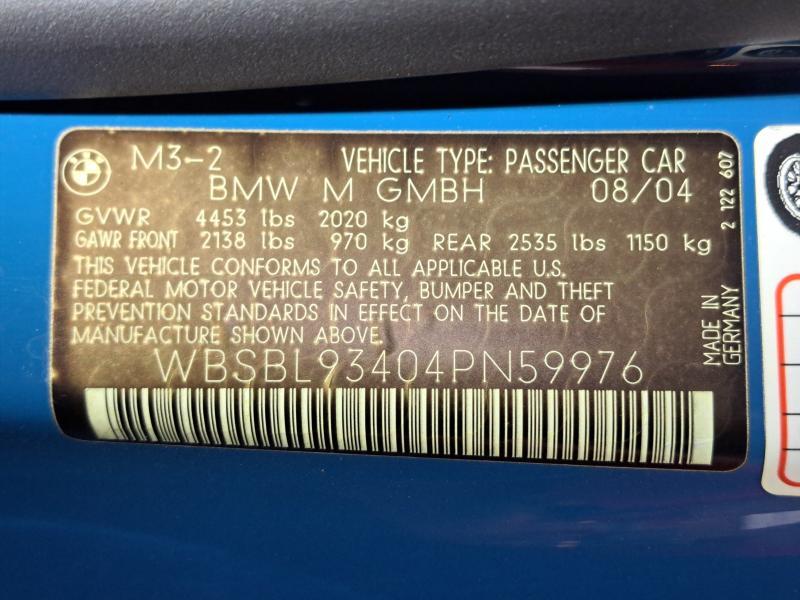 BMW
M3-2 VEHICLE TYPE: PASSENGER CAR
BMW M GMBH 08/04
GVWR 4453 lbs 2020 kg
GAWR FRONT 2138 lbs 970 kg REAR 2535 lbs 1150 kg
THIS VEHICLE CONFORMS TO ALL APPLICABLE U.S.
FEDERAL MOTOR VEHICLE SAFETY, BUMPER AND THEFT
PREVENTION STANDARDS IN EFFECT ON THE DATE OF
MANUFACTURE SHOWN ABOVE.
WBSBL93404PN59976
MADE IN
GERMANY
2 122 607